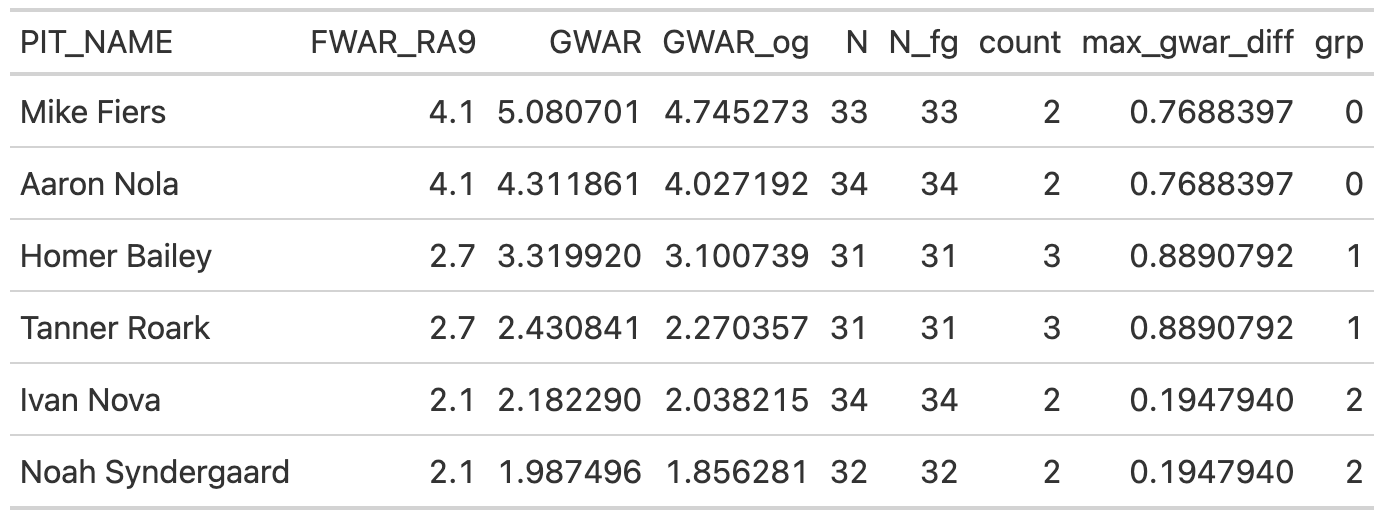 PIT_NAME FWAR_RA9 GWAR GWAR_og N N_fg count max_gwar_diff grp
Mike Fiers 4.1 5.080701 4.745273 33 33 2 0.7688397 0
Aaron Nola 4.1 4.311861 4.027192 34 34 2 0.7688397 0
Homer Bailey 2.7 3.319920 3.100739 31 31 3 0.8890792 1
Tanner Roark 2.7 2.430841 2.270357 31 31 3 0.8890792 1
Ivan Nova 2.1 2.182290 2.038215 34 34 2 0.1947940 2
Noah Syndergaard 2.1 1.987496 1.856281 32 32 2 0.1947940 2